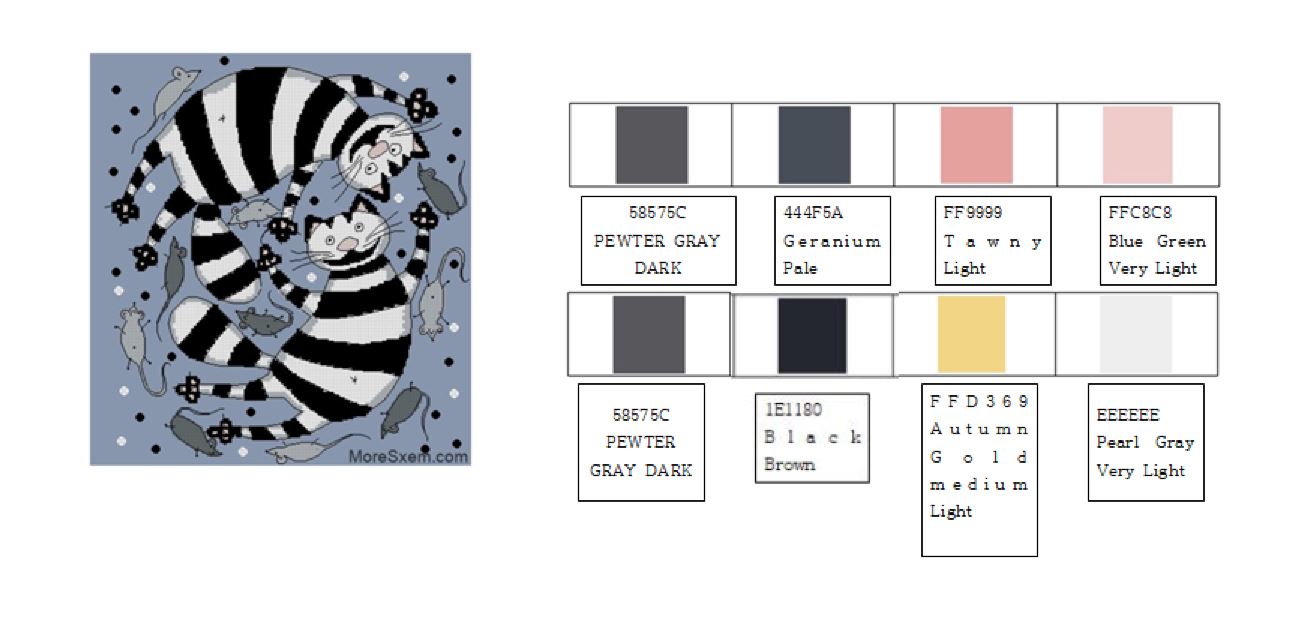 58575C
PEWTER GRAY
DARK
444F5A
Geranium
Pale
FF9999
Tawny
Light
FFC8C8
Blue Green
Very Light
58575C
PEWTER
GRAY DARK
1E1180
Black
Brown
FFD369
Autumn
Gold
medium
Light
EEEEEE
Pearl Gray
Very Light
MoreSxem.com